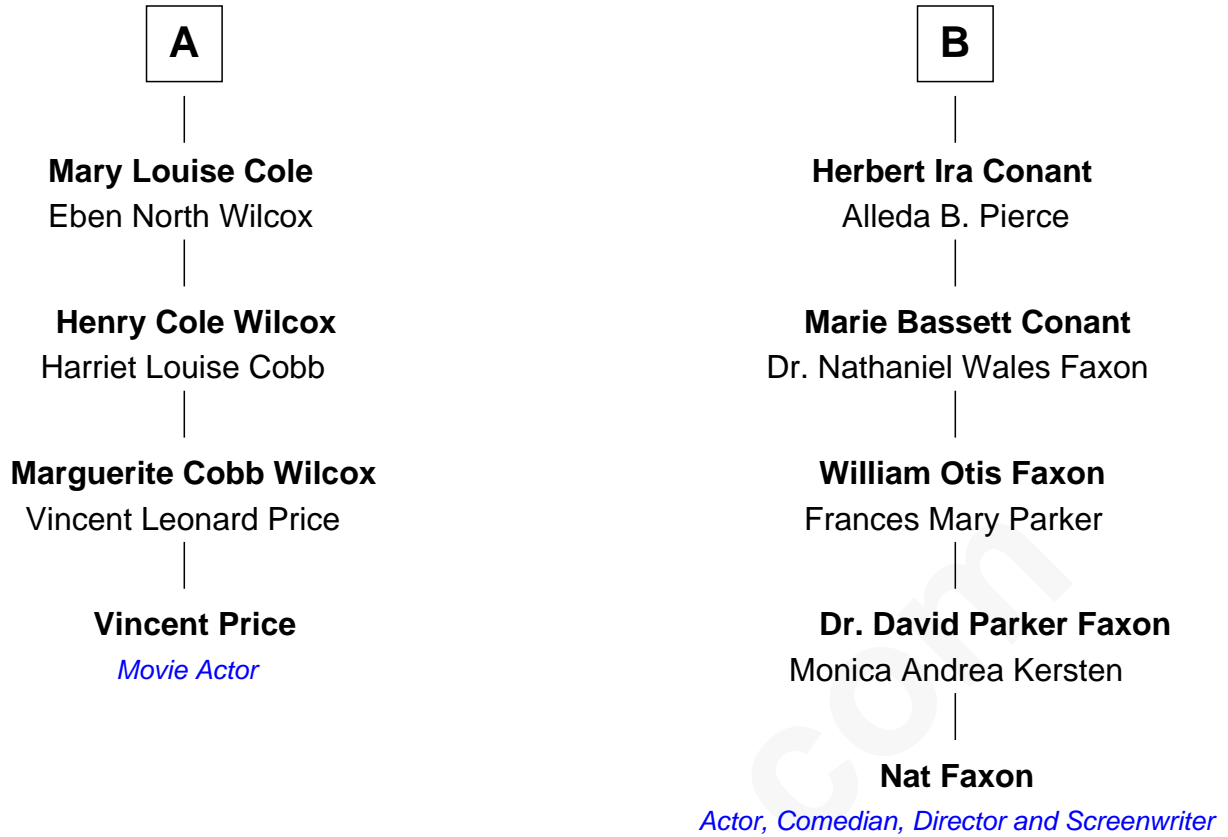 A
Mary Louise Cole
Eben North Wilcox
Henry Cole Wilcox
Harriet Louise Cobb
Marguerite Cobb Wilcox
Vincent Leonard Price
Vincent Price
Movie Actor
B
Herbert Ira Conant
Alleda B. Pierce
Marie Bassett Conant
Dr. Nathaniel Wales Faxon
William Otis Faxon
Frances Mary Parker
Dr. David Parker Faxon
Monica Andrea Kersten
Nat Faxon
Actor, Comedian, Director and Screenwriter
com